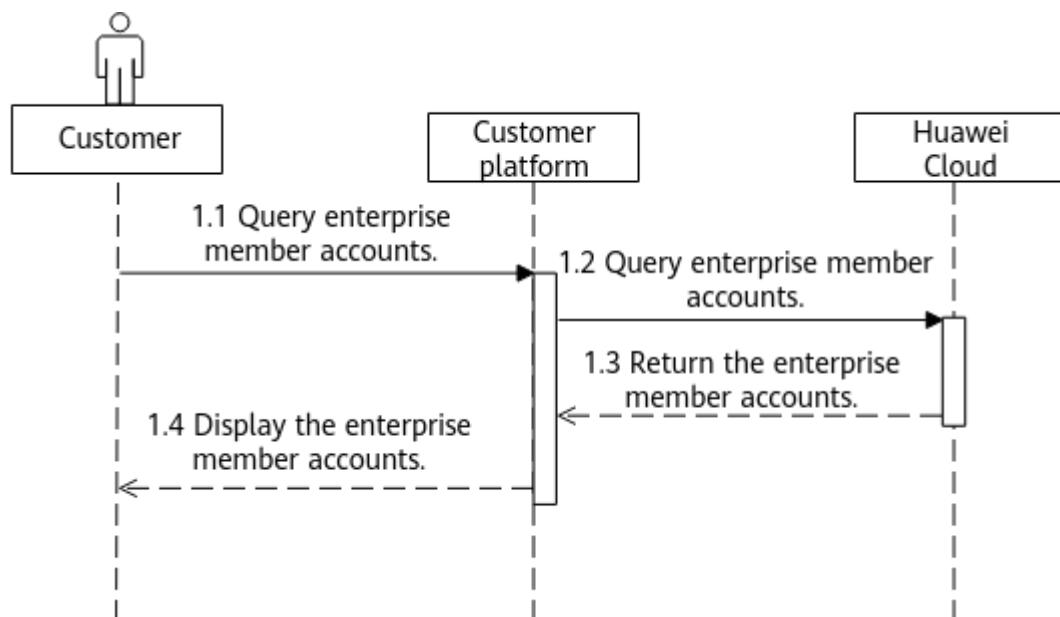 Customer
Customer
platform
Huawei
Cloud
1.1 Query enterprise
member accounts.
1.2 Query enterprise member
accounts.
1.3 Return the enterprise
member accounts.
1.4 Display the enterprise
member accounts.